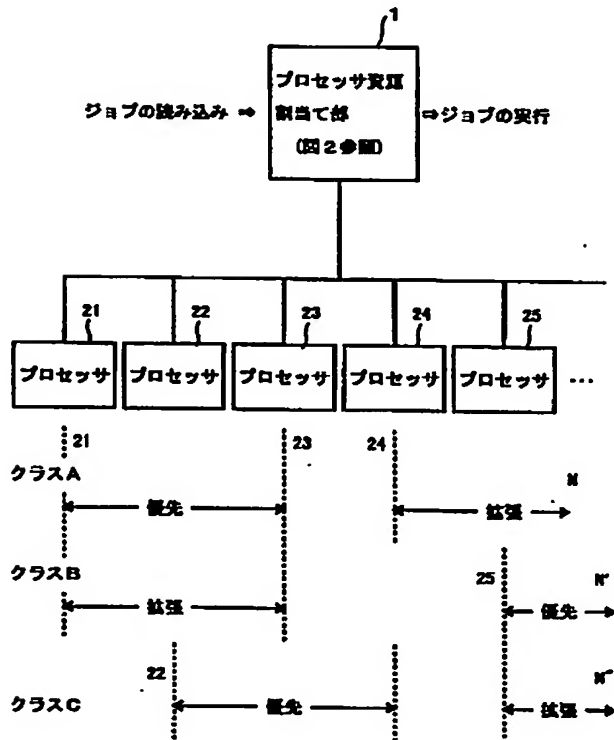 1
プロセッサ資源
ジョブの読み込み ⇒ 割当て部 ⇒ジョブの実行
(図2参照)
21 22 23 24 25
プロセッサ プロセッサ プロセッサ プロセッサ プロセッサ …
21 23 24
クラスA
N
優先 拡張
クラスB
25 N'
拡張 優先
22 N"
クラスC 優先 拡張